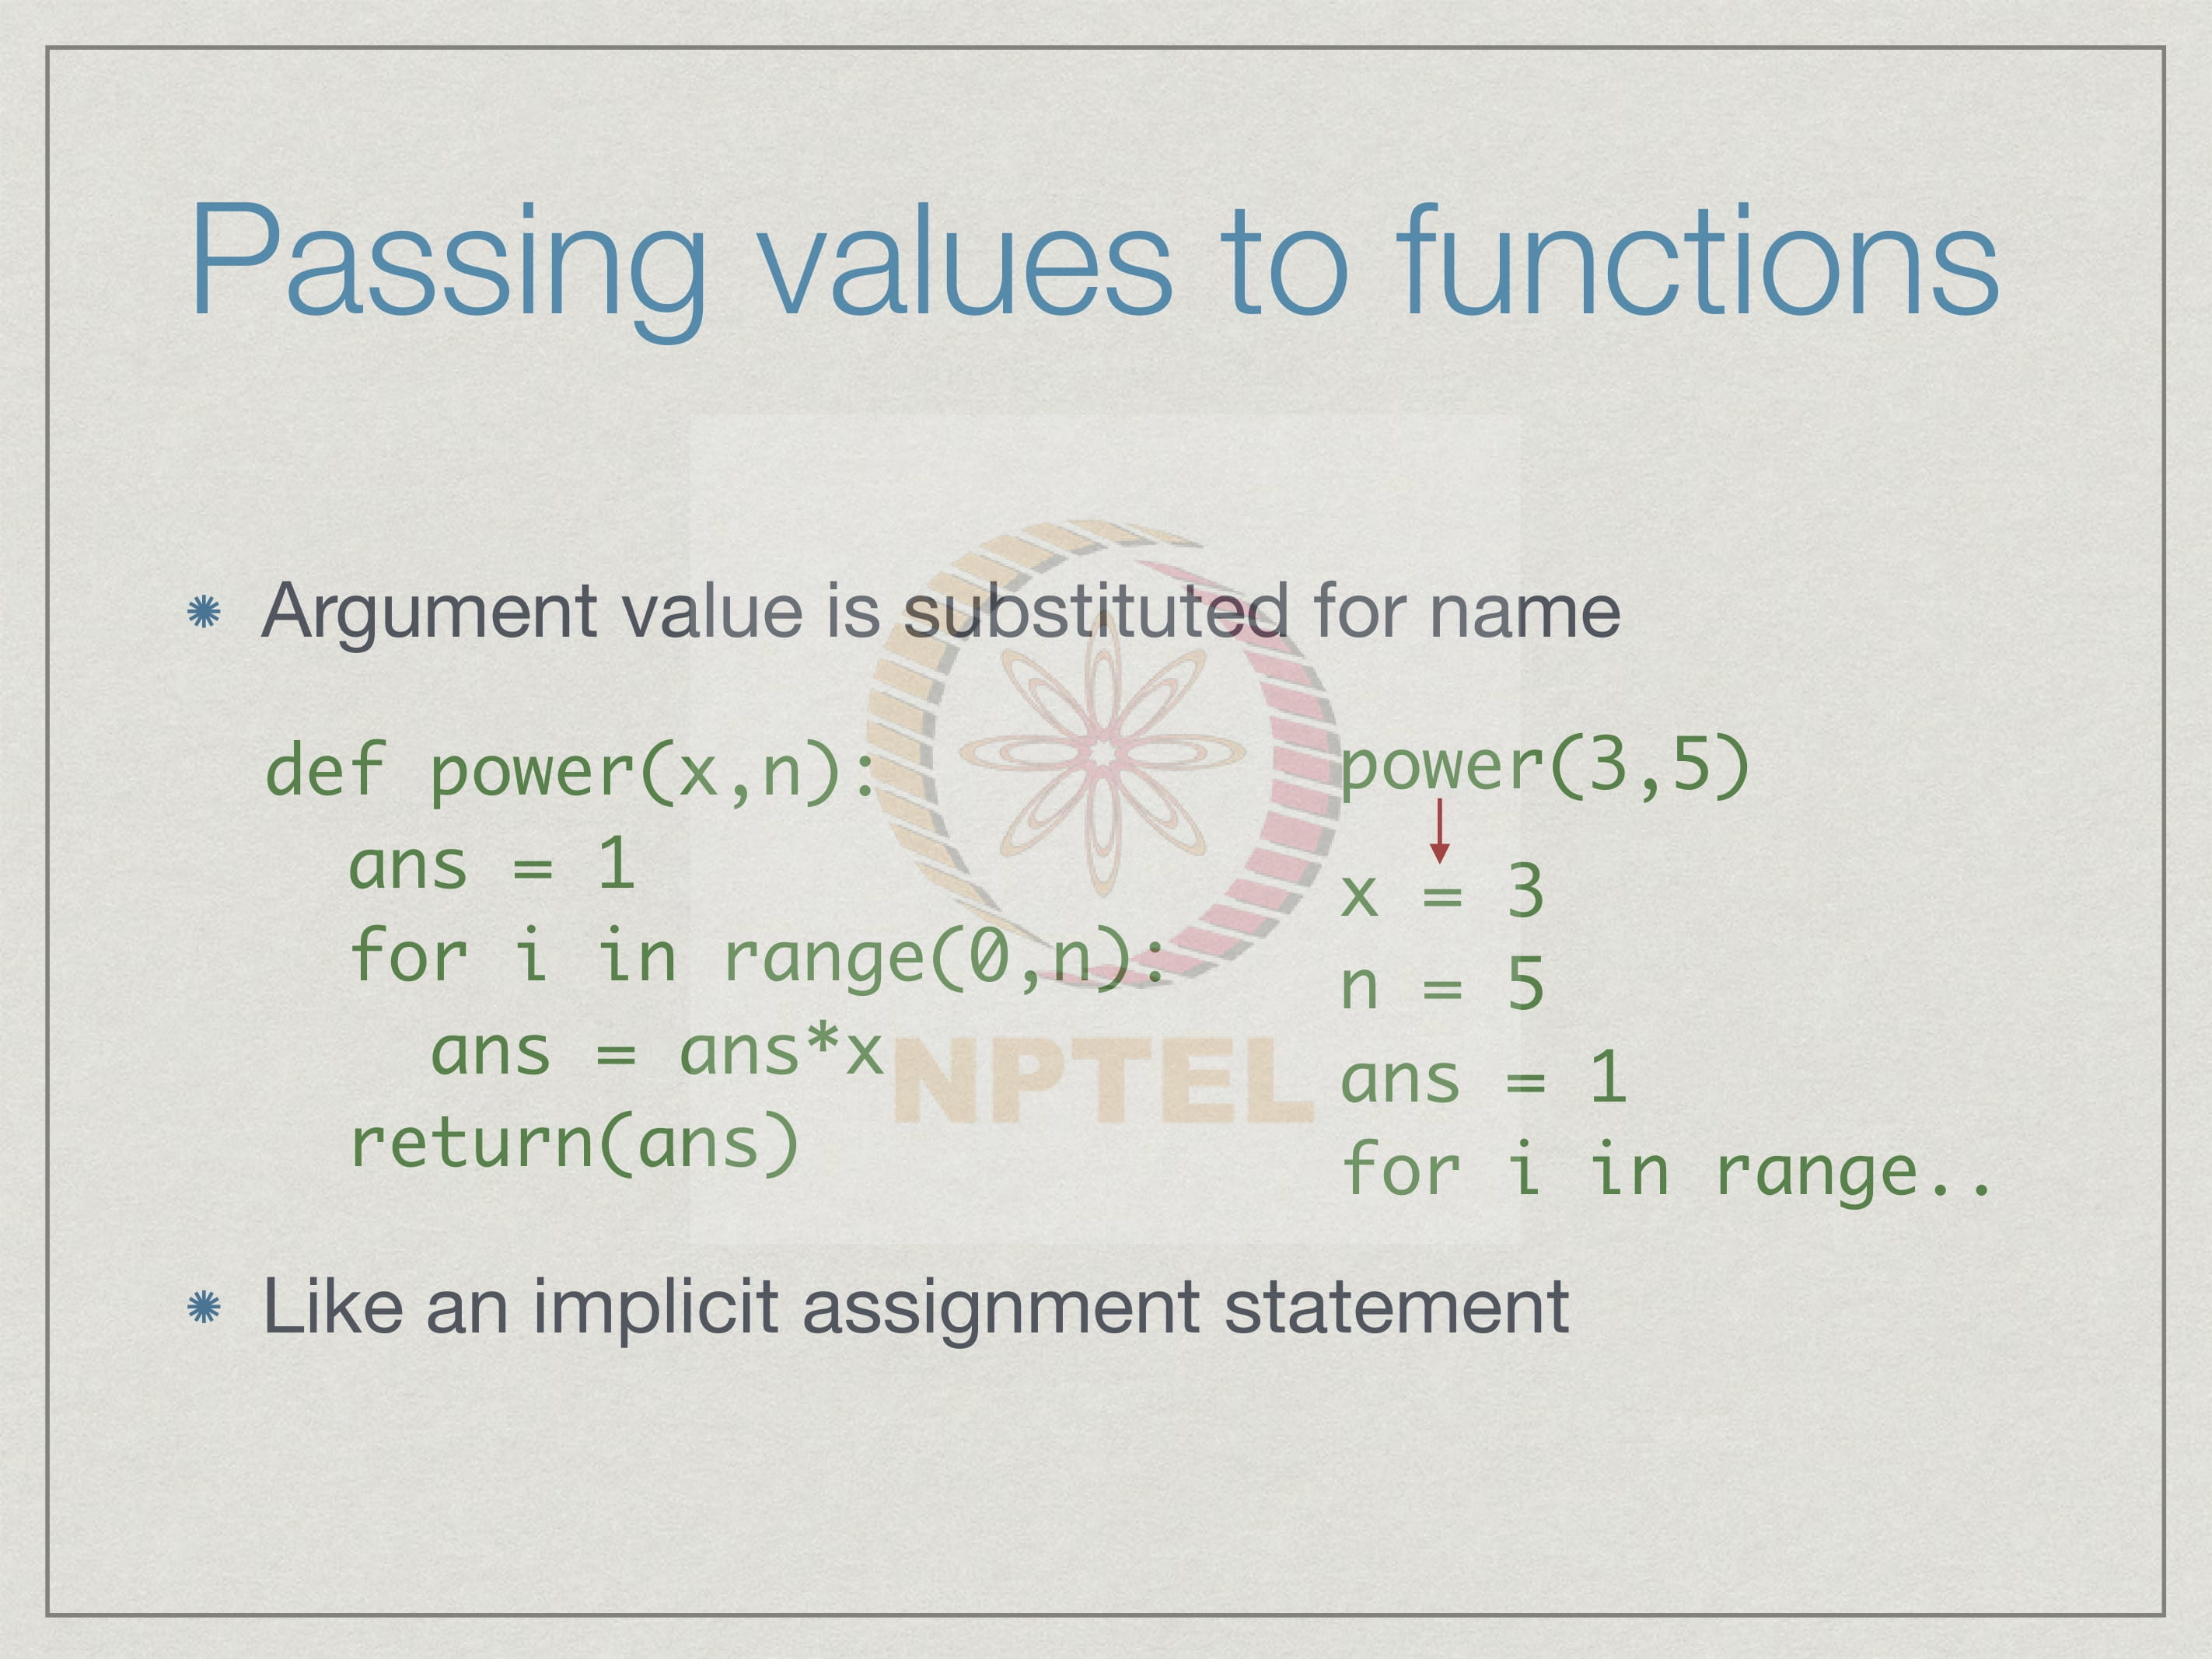 Passing values to functions
Argument value is substituted for name
def power(x,n):
  ans = 1
  for i in range(0,n):
    ans = ans*x
  return(ans)
power(3,5)
x = 3
n = 5
ans = 1
for i in range..
NPTEL
Like an implicit assignment statement